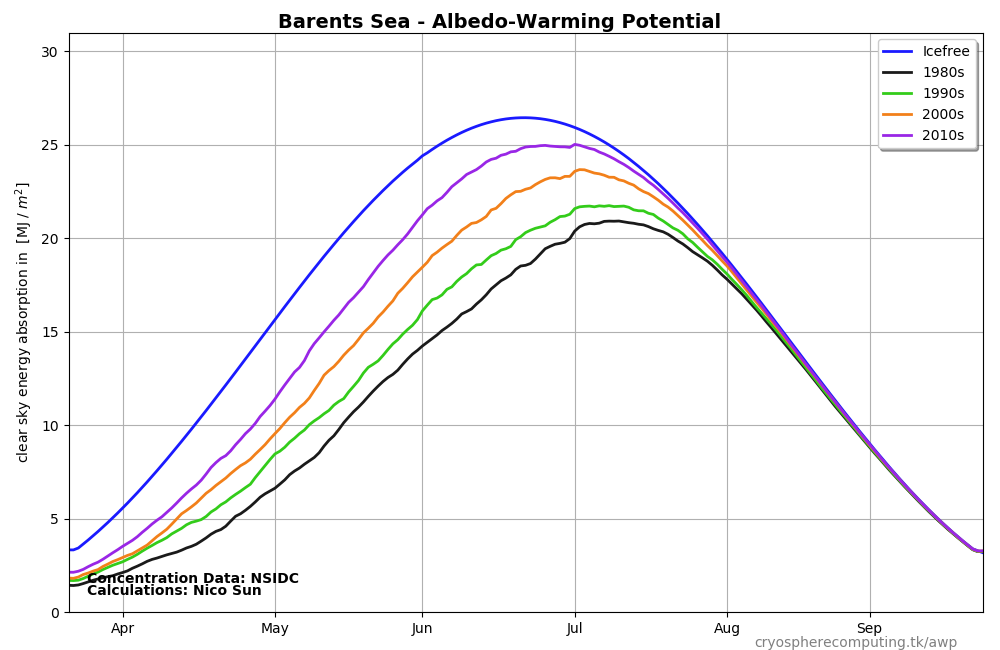 Barents Sea - Albedo-Warming Potential
clear sky energy absorption in [MJ / m²]
30
25
20
15
10
5
0
Icefree
1980s
1990s
2000s
2010s
Concentration Data: NSIDC
Calculations: Nico Sun
Apr May Jun Jul Aug Sep
cryospherecomputing.tk/awp